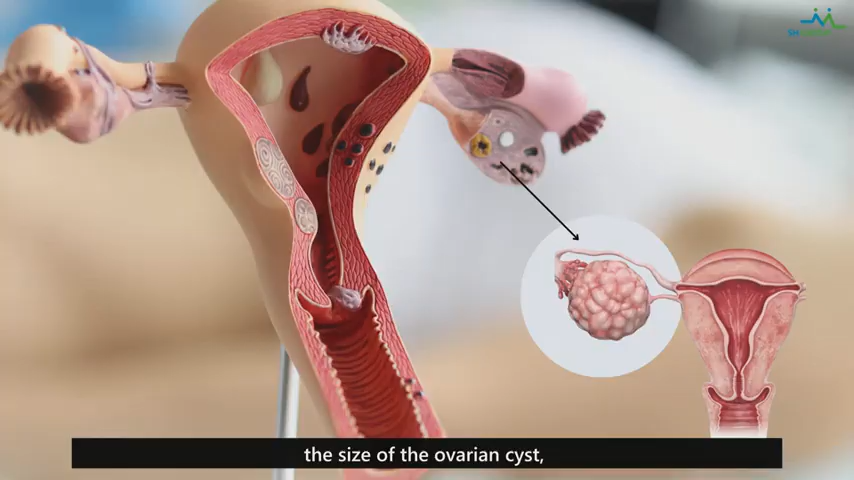 the size of the ovarian cyst,